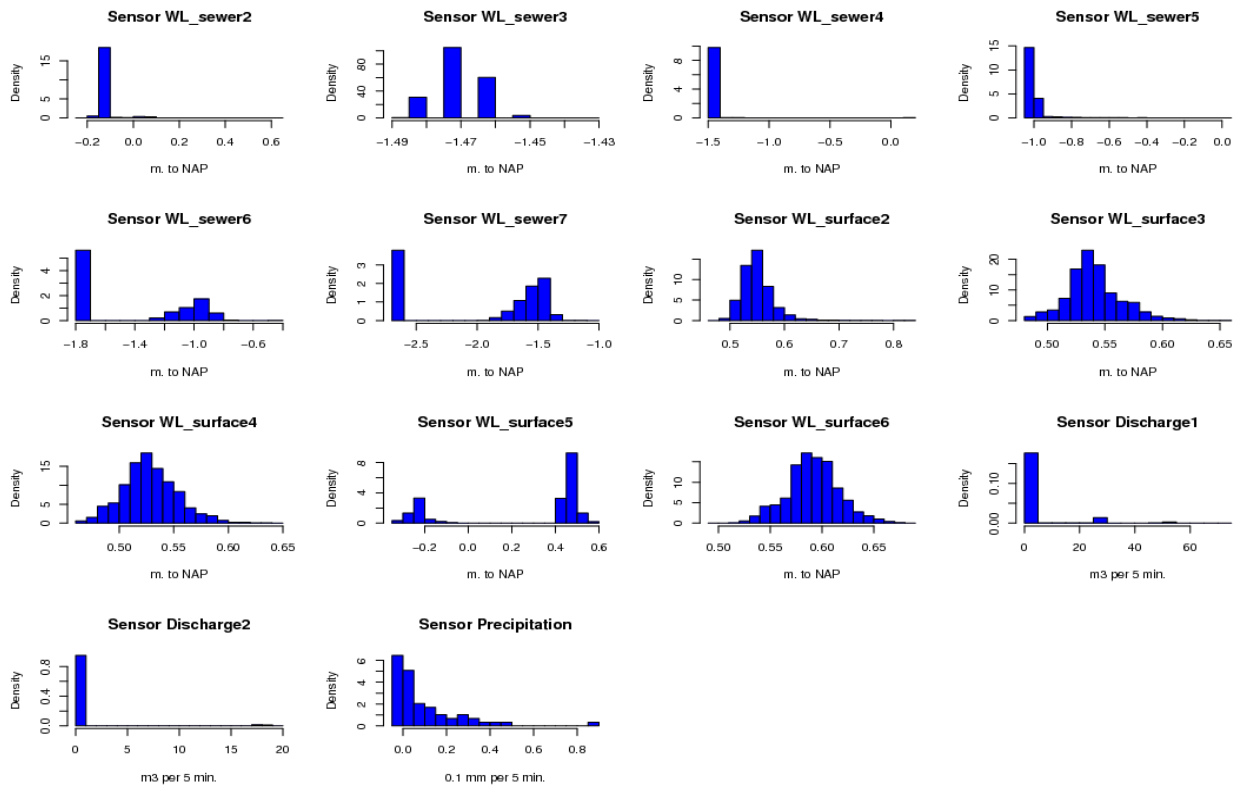 Sensor WL_sewer2
Density
15
5
0
−0.2 0.0 0.2 0.4 0.6
m. to NAP
Sensor WL_sewer3
Density
80
40
0
−1.49 −1.47 −1.45 −1.43
m. to NAP
Sensor WL_sewer4
Density
8
4
0
−1.5 −1.0 −0.5 0.0
m. to NAP
Sensor WL_sewer5
Density
15
10
5
0
−1.0 −0.8 −0.6 −0.4 −0.2 0.0
m. to NAP
Sensor WL_sewer6
Density
4
2
0
−1.8 −1.4 −1.0 −0.6
m. to NAP
Sensor WL_sewer7
Density
3
2
1
0
−2.5 −2.0 −1.5 −1.0
m. to NAP
Sensor WL_surface2
Density
10
5
0
0.5 0.6 0.7 0.8
m. to NAP
Sensor WL_surface3
Density
20
10
0
0.50 0.55 0.60 0.65
m. to NAP
Sensor WL_surface4
Density
15
5
0
0.50 0.55 0.60 0.65
m. to NAP
Sensor WL_surface5
Density
8
4
0
−0.2 0.0 0.2 0.4 0.6
m. to NAP
Sensor WL_surface6
Density
10
5
0
0.50 0.55 0.60 0.65
m. to NAP
Sensor Discharge1
Density
0.10
0.00
0 20 40 60
m3 per 5 min.
Sensor Discharge2
Density
0.8
0.4
0.0
0 5 10 15 20
m3 per 5 min.
Sensor Precipitation
Density
6
4
2
0
0.0 0.2 0.4 0.6 0.8
0.1 mm per 5 min.